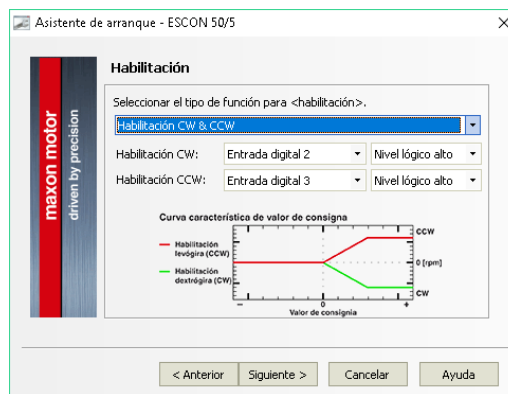 Asistente de arranque - ESCON 50/5
maxon motor
driven by precision
Habilitación
Seleccionar el tipo de función para <habilitación>.
Habilitación CW & CCW
Habilitación CW: Entrada digital 2 Nivel lógico alto
Habilitación CCW: Entrada digital 3 Nivel lógico alto
Curva característica de valor de consigna
CCW
Habilitación
levógira (CCW)
0 [rpm]
Habilitación
dextrógira (CW)
CW
- 0 +
Valor de consignia
< Anterior Siguiente > Cancelar Ayuda